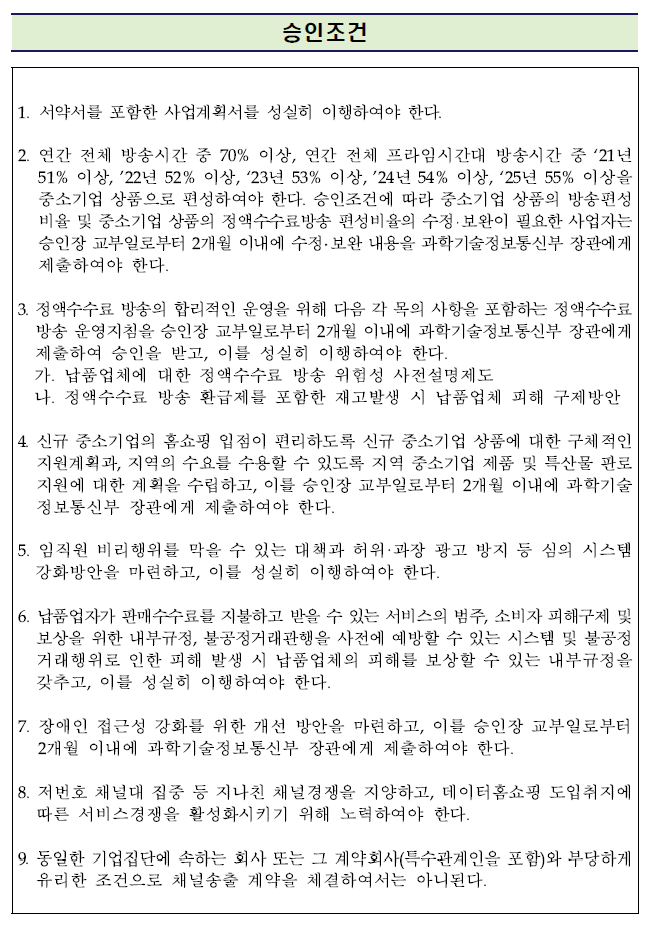 승인조건
1. 서약서를 포함한 사업계획서를 성실히 이행하여야 한다.
2. 연간 전체 방송시간 중 70% 이상, 연간 전체 프라임시간대 방송시간 중 ‘21년
51% 이상, ’22년 52% 이상, ‘23년 53% 이상, ’24년 54% 이상, ‘25년 55% 이상을
중소기업 상품으로 편성하여야 한다. 승인조건에 따라 중소기업 상품의 방송편성
비율 및 중소기업 상품의 정액수수료방송 편성비율의 수정·보완이 필요한 사업자는
승인장 교부일로부터 2개월 이내에 수정·보완 내용을 과학기술정보통신부 장관에게
제출하여야 한다.
3. 정액수수료 방송의 합리적인 운영을 위해 다음 각 목의 사항을 포함하는 정액수수료
방송 운영지침을 승인장 교부일로부터 2개월 이내에 과학기술정보통신부 장관에게
제출하여 승인을 받고, 이를 성실히 이행하여야 한다.
가. 납품업체에 대한 정액수수료 방송 위험성 사전설명제도
나. 정액수수료 방송 환급제를 포함한 재고발생 시 납품업체 피해 구제방안
4. 신규 중소기업의 홈쇼핑 입점이 편리하도록 신규 중소기업 상품에 대한 구체적인
지원계획과, 지역의 수요를 수용할 수 있도록 지역 중소기업 제품 및 특산물 판로
지원에 대한 계획을 수립하고, 이를 승인장 교부일로부터 2개월 이내에 과학기술
정보통신부 장관에게 제출하여야 한다.
5. 임직원 비리행위를 막을 수 있는 대책과 허위·과장 광고 방지 등 심의 시스템
강화방안을 마련하고, 이를 성실히 이행하여야 한다.
6. 납품업자가 판매수수료를 지불하고 받을 수 있는 서비스의 범주, 소비자 피해구제 및
보상을 위한 내부규정, 불공정거래관행을 사전에 예방할 수 있는 시스템 및 불공정
거래행위로 인한 피해 발생 시 납품업체의 피해를 보상할 수 있는 내부규정을
갖추고, 이를 성실히 이행하여야 한다.
7. 장애인 접근성 강화를 위한 개선 방안을 마련하고, 이를 승인장 교부일로부터
2개월 이내에 과학기술정보통신부 장관에게 제출하여야 한다.
8. 저번호 채널대 집중 등 지나친 채널경쟁을 지양하고, 데이터홈쇼핑 도입취지에
따른 서비스경쟁을 활성화시키기 위해 노력하여야 한다.
9. 동일한 기업집단에 속하는 회사 또는 그 계약회사(특수관계인을 포함)와 부당하게
유리한 조건으로 채널송출 계약을 체결하여서는 아니된다.